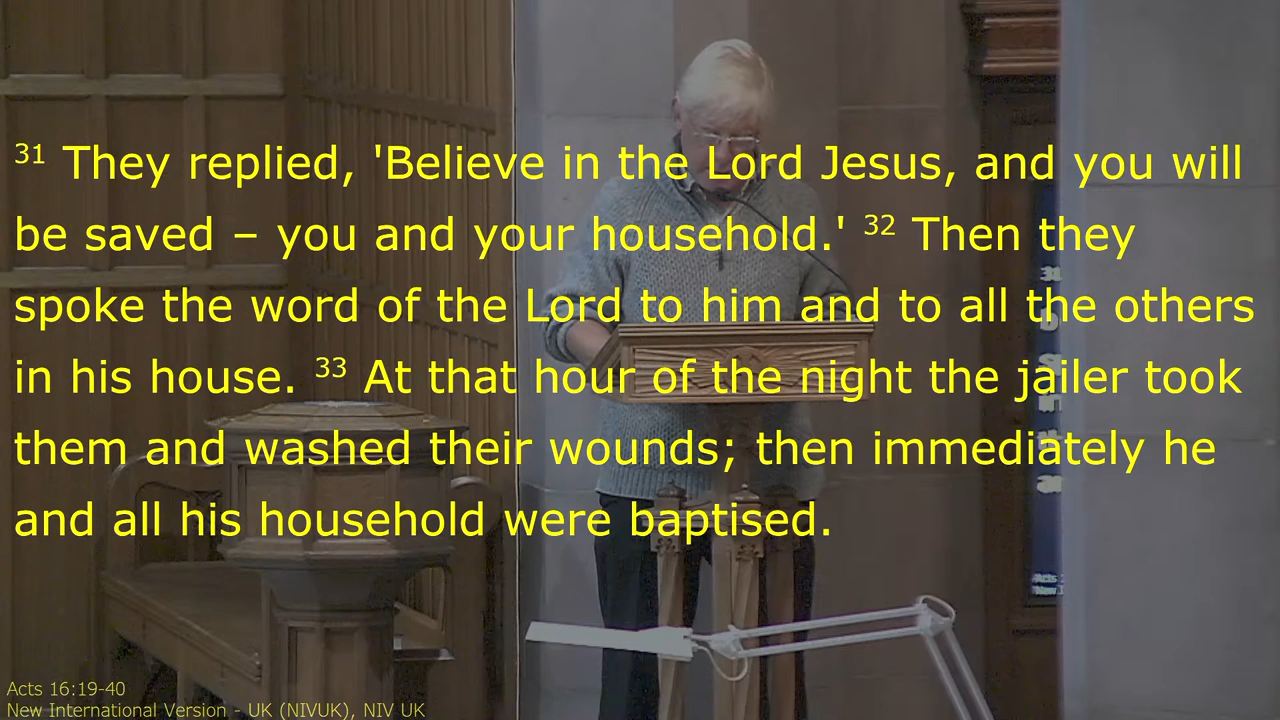 31 They replied, 'Believe in the Lord Jesus, and you will
be saved – you and your household.' 32 Then they
spoke the word of the Lord to him and to all the others
in his house. 33 At that hour of the night the jailer took
them and washed their wounds; then immediately he
and all his household were baptised.
Acts 16:19-40
New International Version - UK (NIVUK), NIV UK